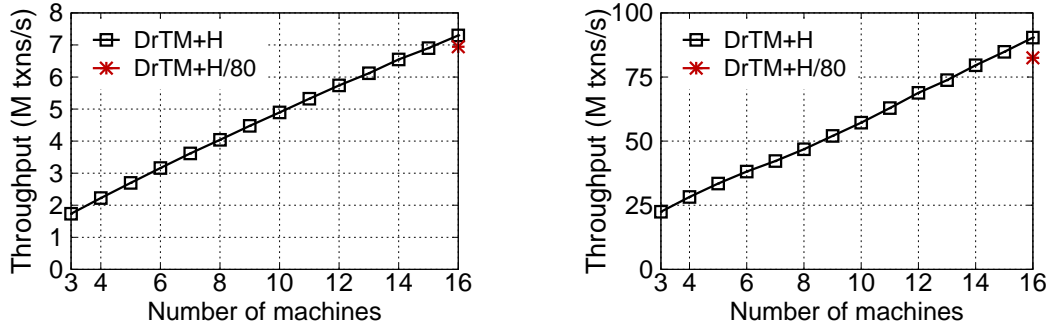 8
7
6
5
4
3
2
1
0
Throughput (M txns/s)
DrTM+H
DrTM+H/80
3 4 6 8 10 12 14 16
Number of machines
100
75
50
25
0
Throughput (M txns/s)
DrTM+H
DrTM+H/80
3 4 6 8 10 12 14 16
Number of machines